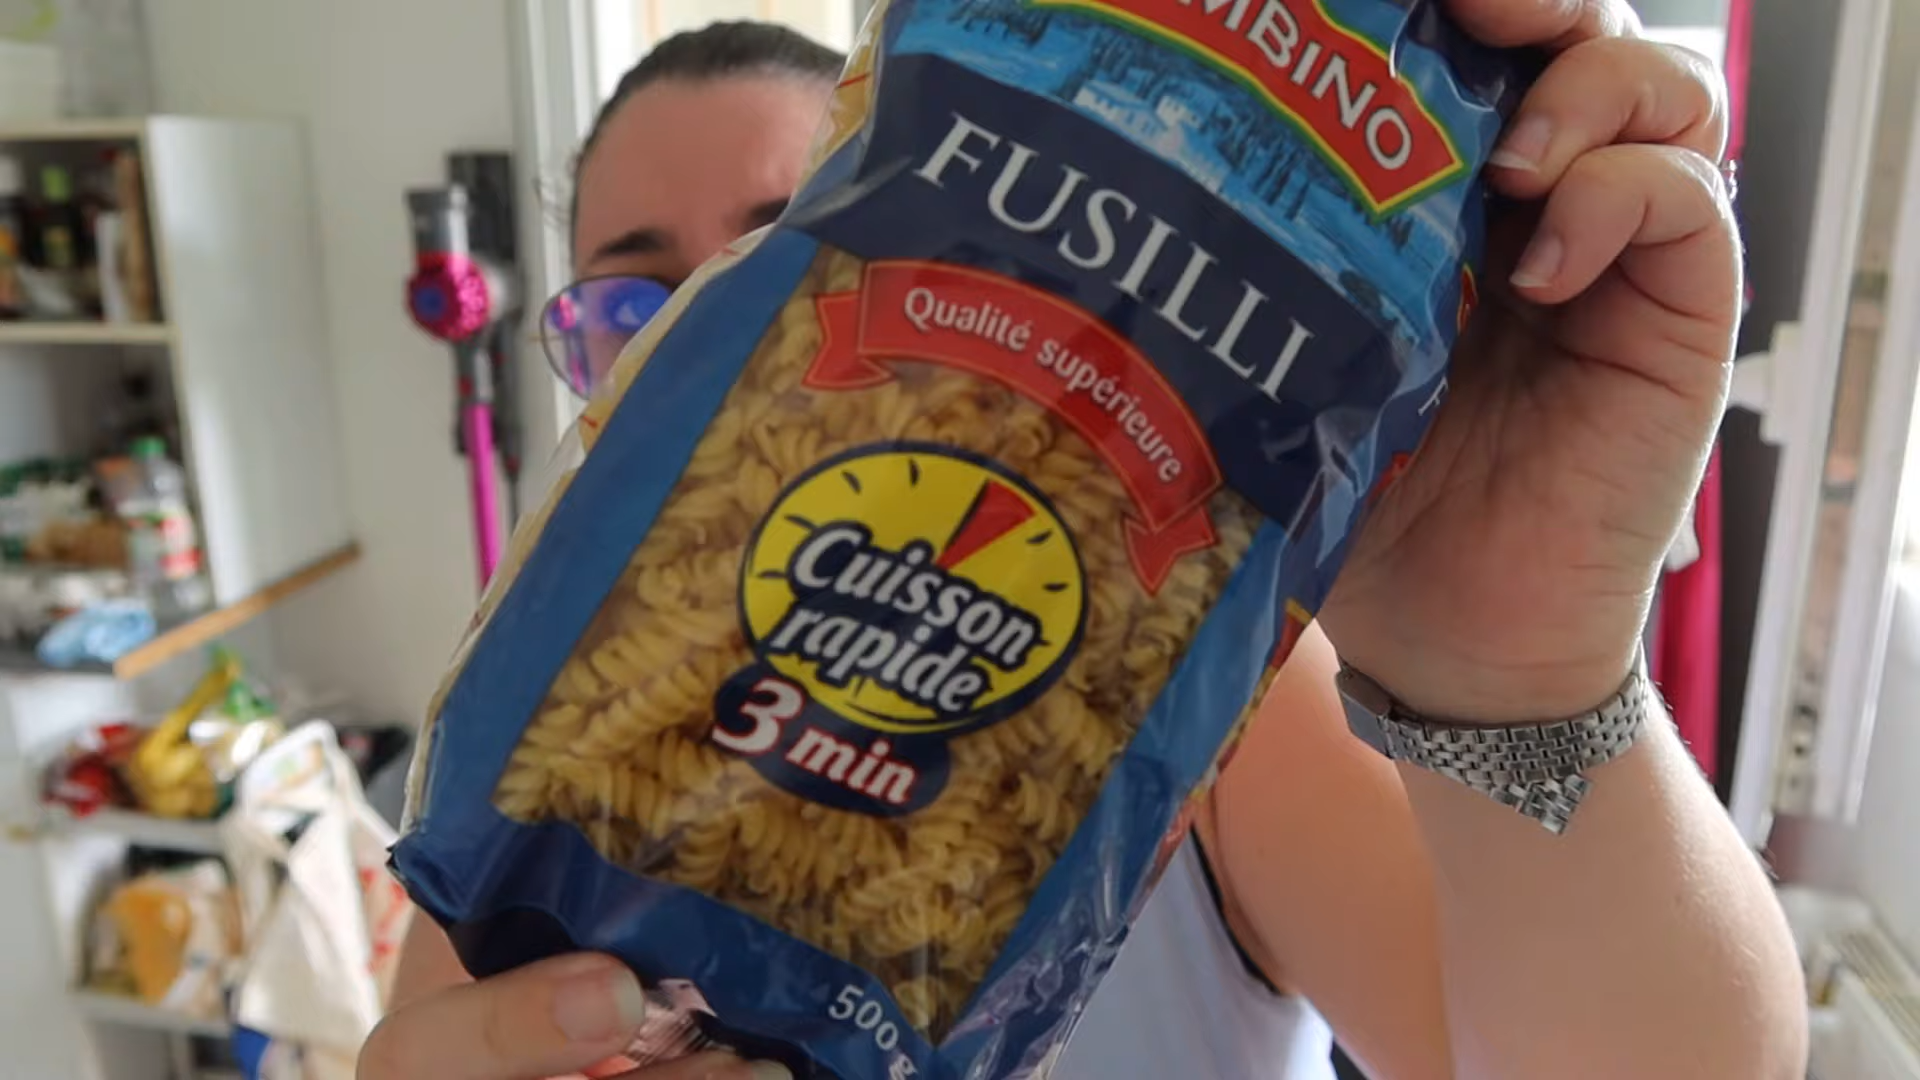 MBINO
FUSILLI
Qualité supérieure
Cuisson
rapide
3 min
500 g